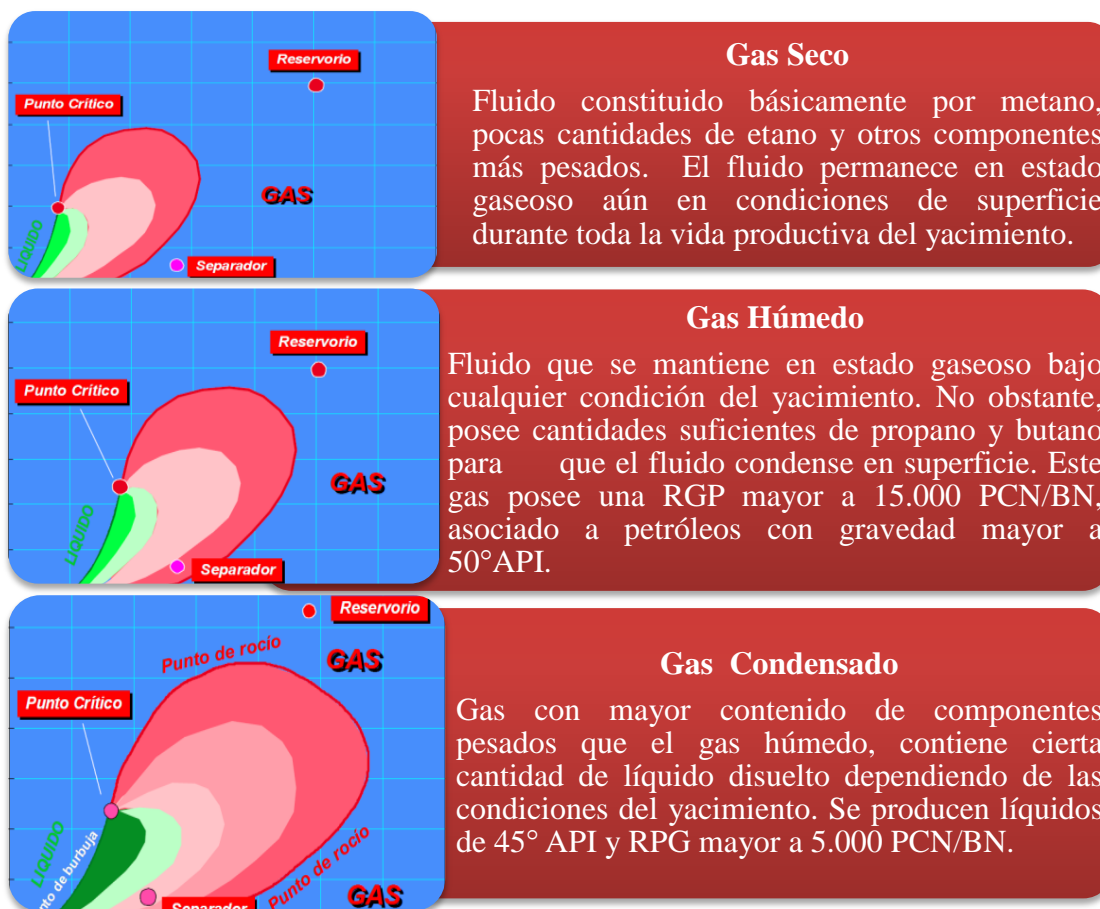 Reservorio
Punto Crítico
GAS
LIQUIDO
Separador
Gas Seco
Fluido constituido básicamente por metano,
pocas cantidades de etano y otros componentes
más pesados. El fluido permanece en estado
gaseoso aún en condiciones de superficie
durante toda la vida productiva del yacimiento.
Reservorio
Punto Crítico
GAS
LIQUIDO
Separador
Gas Húmedo
Fluido que se mantiene en estado gaseoso bajo
cualquier condición del yacimiento. No obstante,
posee cantidades suficientes de propano y butano
para que el fluido condense en superficie. Este
gas posee una RGP mayor a 15.000 PCN/BN,
asociado a petróleos con gravedad mayor a
50°API.
Reservorio
Punto de rocío
GAS
Punto Crítico
LIQUIDO
nto de burbuja
Punto de rocío
GAS
Separador
Gas Condensado
Gas con mayor contenido de componentes
pesados que el gas húmedo, contiene cierta
cantidad de líquido disuelto dependiendo de las
condiciones del yacimiento. Se producen líquidos
de 45° API y RPG mayor a 5.000 PCN/BN.